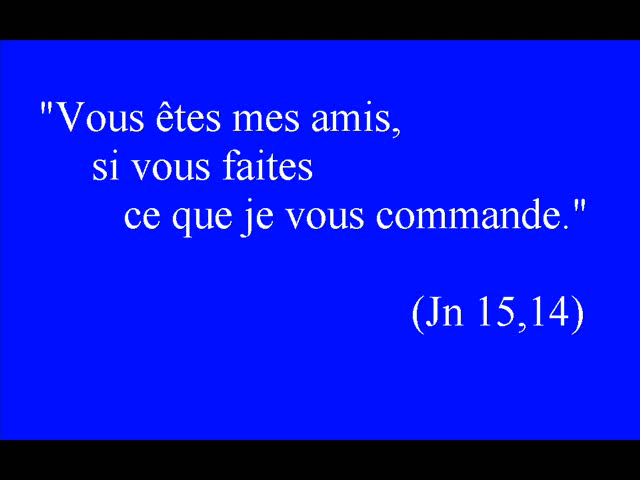 "Vous êtes mes amis,
si vous faites
ce que je vous commande."
(Jn 15,14)